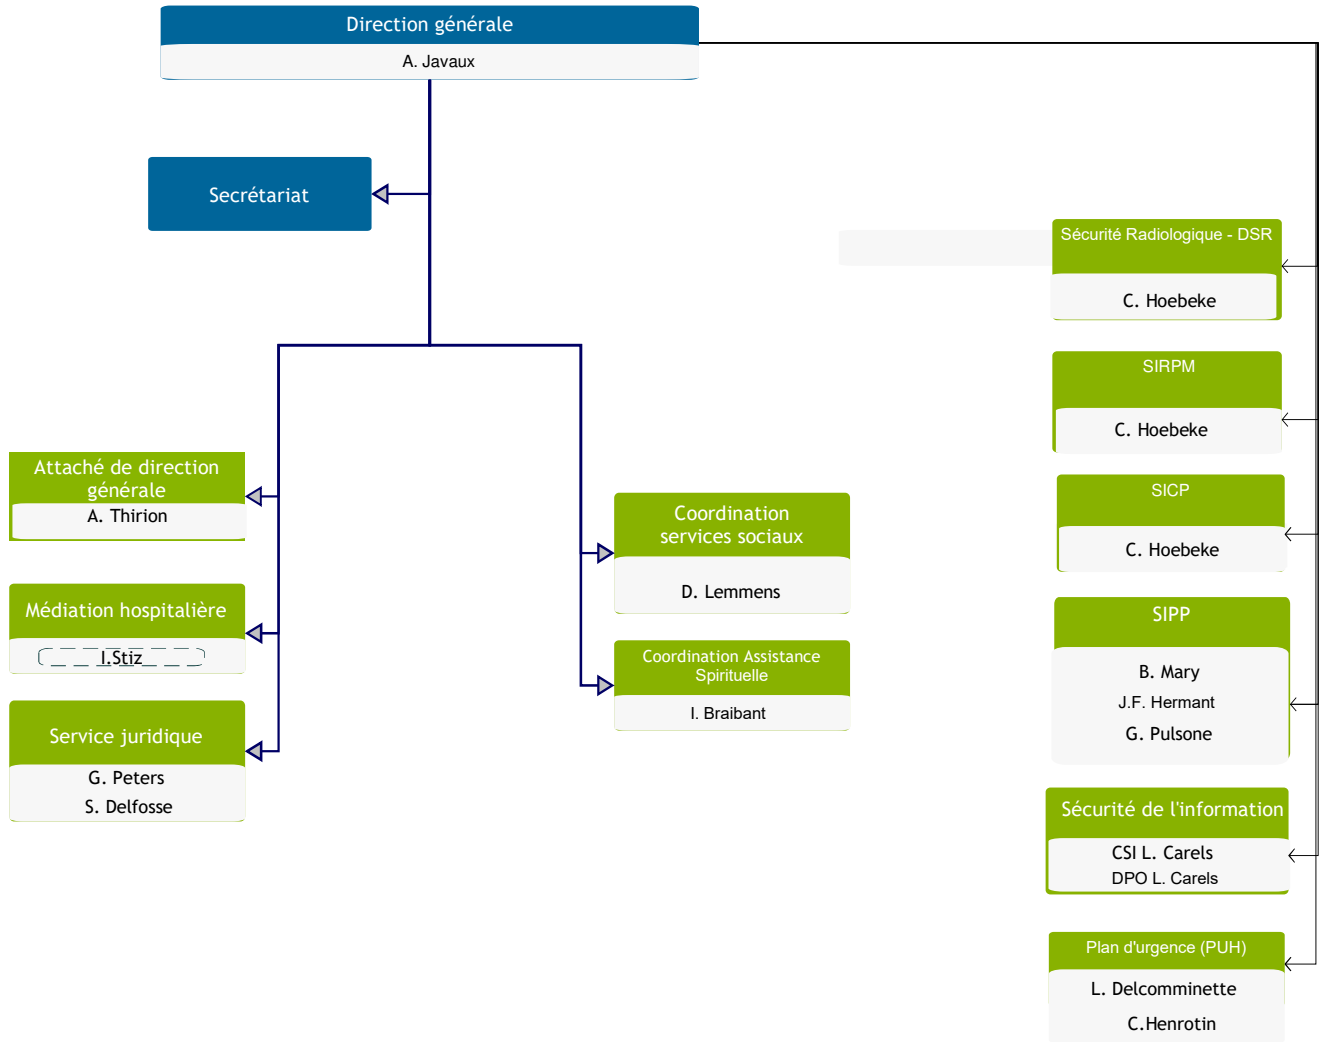 Direction générale
A. Javaux
Secrétariat
Attaché de direction
générale
A. Thirion
Médiation hospitalière
I.Stiz
Service juridique
G. Peters
S. Delfosse
Coordination
services sociaux
D. Lemmens
Coordination Assistance
Spirituelle
I. Braibant
Sécurité Radiologique - DSR
C. Hoebeke
SIRPM
C. Hoebeke
SICP
C. Hoebeke
SIPP
B. Mary
J.F. Hermant
G. Pulsone
Sécurité de l'information
CSI L. Carels
DPO L. Carels
Plan d'urgence (PUH)
L. Delcomminette
C.Henrotin